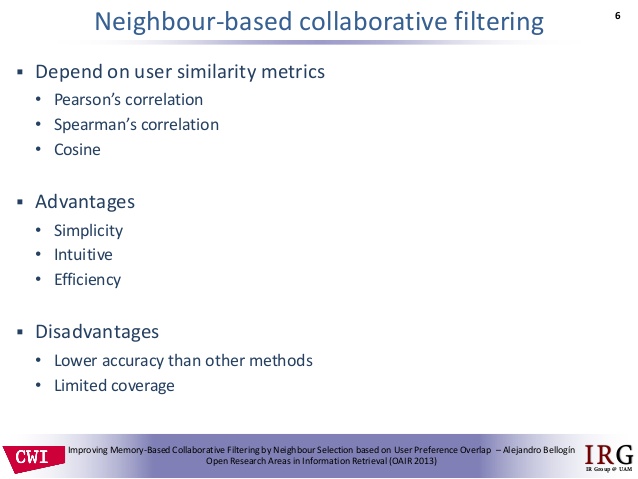 Neighbour-based collaborative filtering
6
▪ Depend on user similarity metrics
• Pearson’s correlation
• Spearman’s correlation
• Cosine
▪ Advantages
• Simplicity
• Intuitive
• Efficiency
▪ Disadvantages
• Lower accuracy than other methods
• Limited coverage
CWI
Improving Memory-Based Collaborative Filtering by Neighbour Selection based on User Preference Overlap – Alejandro Bellogín
Open Research Areas in Information Retrieval (OAIR 2013)
IRG
IR Group @ UAM